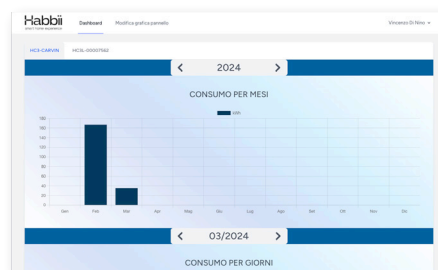 Habbii
Dashboard
Modifica grafica pannello
Vincenzo Di Nino
HC3-CARVIN
HC3L-00007562
2024
CONSUMO PER MESI
kWh
180
160
140
120
100
80
60
40
20
0
Gen Feb Mar Apr Mag Giu Lug Ago Set Ott Nov Dic
03/2024
CONSUMO PER GIORNI